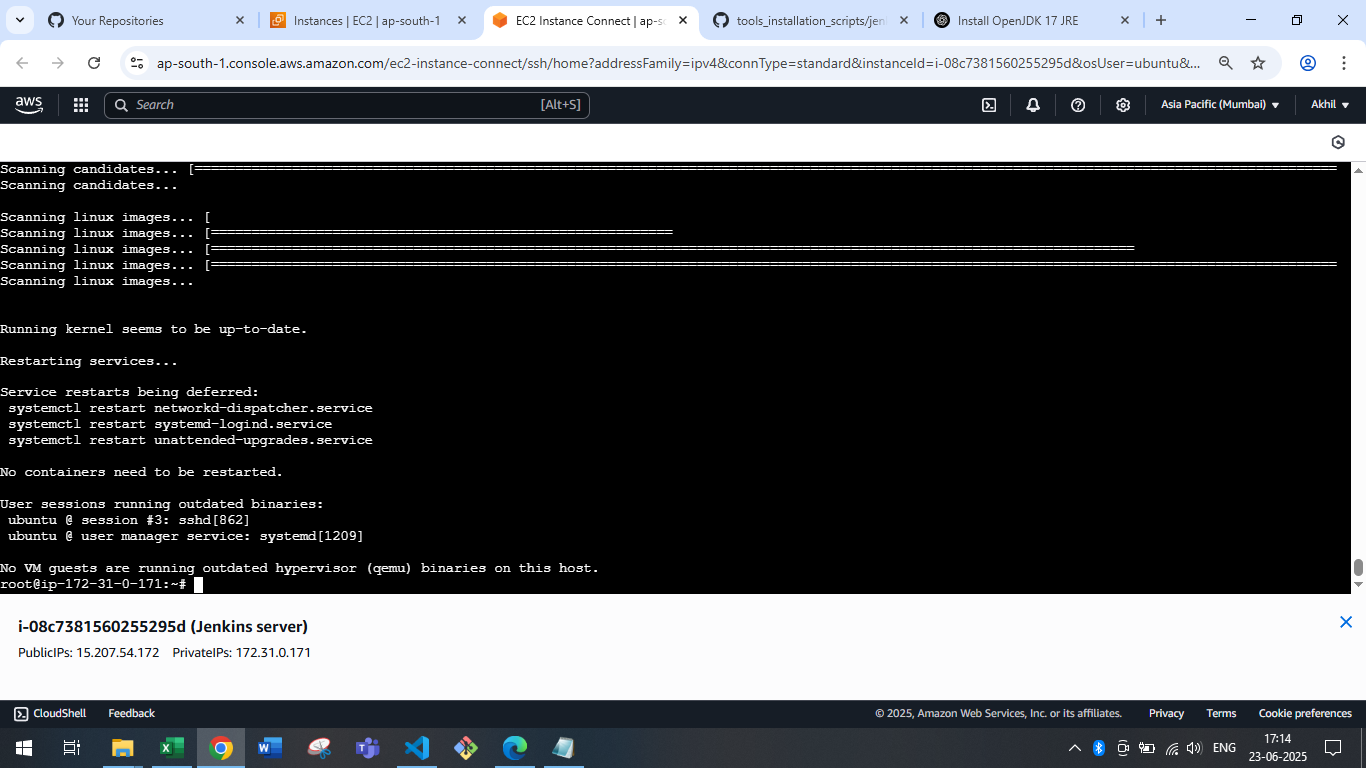 Your Repositories
Instances | EC2 | ap-south-1
EC2 Instance Connect | ap-s
tools_installation_scripts/jen
Install OpenJDK 17 JRE
ap-south-1.console.aws.amazon.com/ec2-instance-connect/ssh/home?addressFamily=ipv4&connType=standard&instanceId=i-08c7381560255295d&osUser=ubuntu&...
aws
Search
[Alt+S]
Asia Pacific (Mumbai)
Akhil
Scanning candidates... [==============================================================================================================================================
Scanning candidates...
Scanning linux images... [
Scanning linux images... [=========================================================
Scanning linux images... [==================================================================================================================
Scanning linux images... [===========================================================================================================================================
Scanning linux images...
Running kernel seems to be up-to-date.
Restarting services...
Service restarts being deferred:
systemctl restart networkd-dispatcher.service
systemctl restart systemd-logind.service
systemctl restart unattended-upgrades.service
No containers need to be restarted.
User sessions running outdated binaries:
ubuntu @ session #3: sshd[862]
ubuntu @ user manager service: systemd[1209]
No VM guests are running outdated hypervisor (qemu) binaries on this host.
root@ip-172-31-0-171:~#
i-08c7381560255295d (Jenkins server)
PublicIPs: 15.207.54.172 PrivateIPs: 172.31.0.171
CloudShell
Feedback
© 2025, Amazon Web Services, Inc. or its affiliates.
Privacy
Terms
Cookie preferences
ENG
17:14
23-06-2025